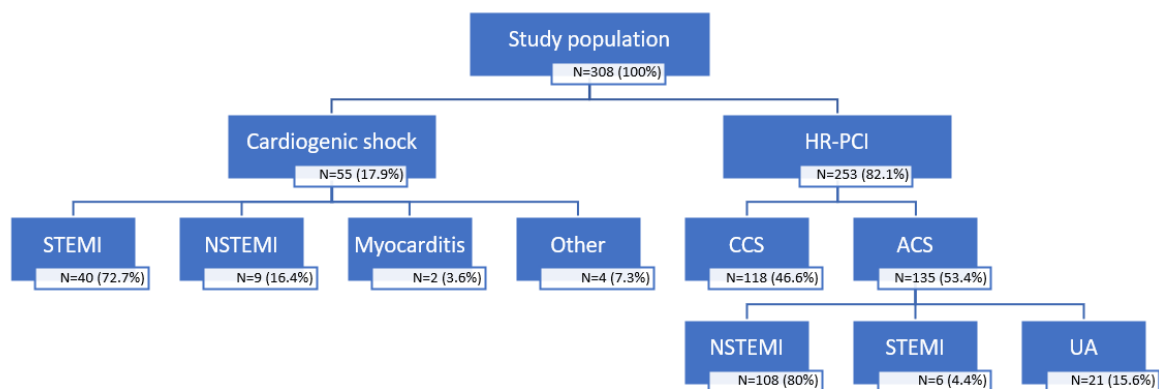 Study population
N=308 (100%)
Cardiogenic shock
N=55 (17.9%)
HR-PCI
N=253 (82.1%)
STEMI
N=40 (72.7%)
NSTEMI
N=9 (16.4%)
Myocarditis
N=2 (3.6%)
Other
N=4 (7.3%)
CCS
N=118 (46.6%)
ACS
N=135 (53.4%)
NSTEMI
N=108 (80%)
STEMI
N=6 (4.4%)
UA
N=21 (15.6%)